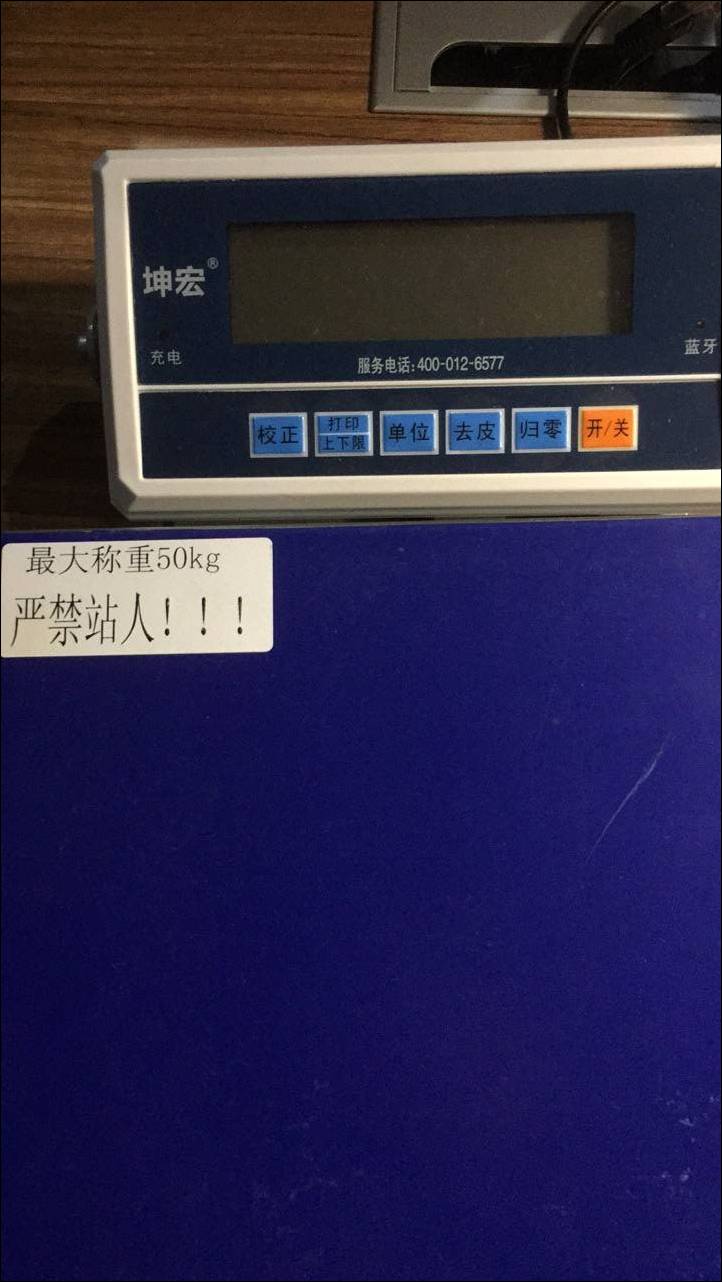 坤宏®
充电
蓝牙
服务电话:400-012-6577
校正
打印
上下限
单位
去皮
归零
开/关
最大称重50kg
严禁站人!!!